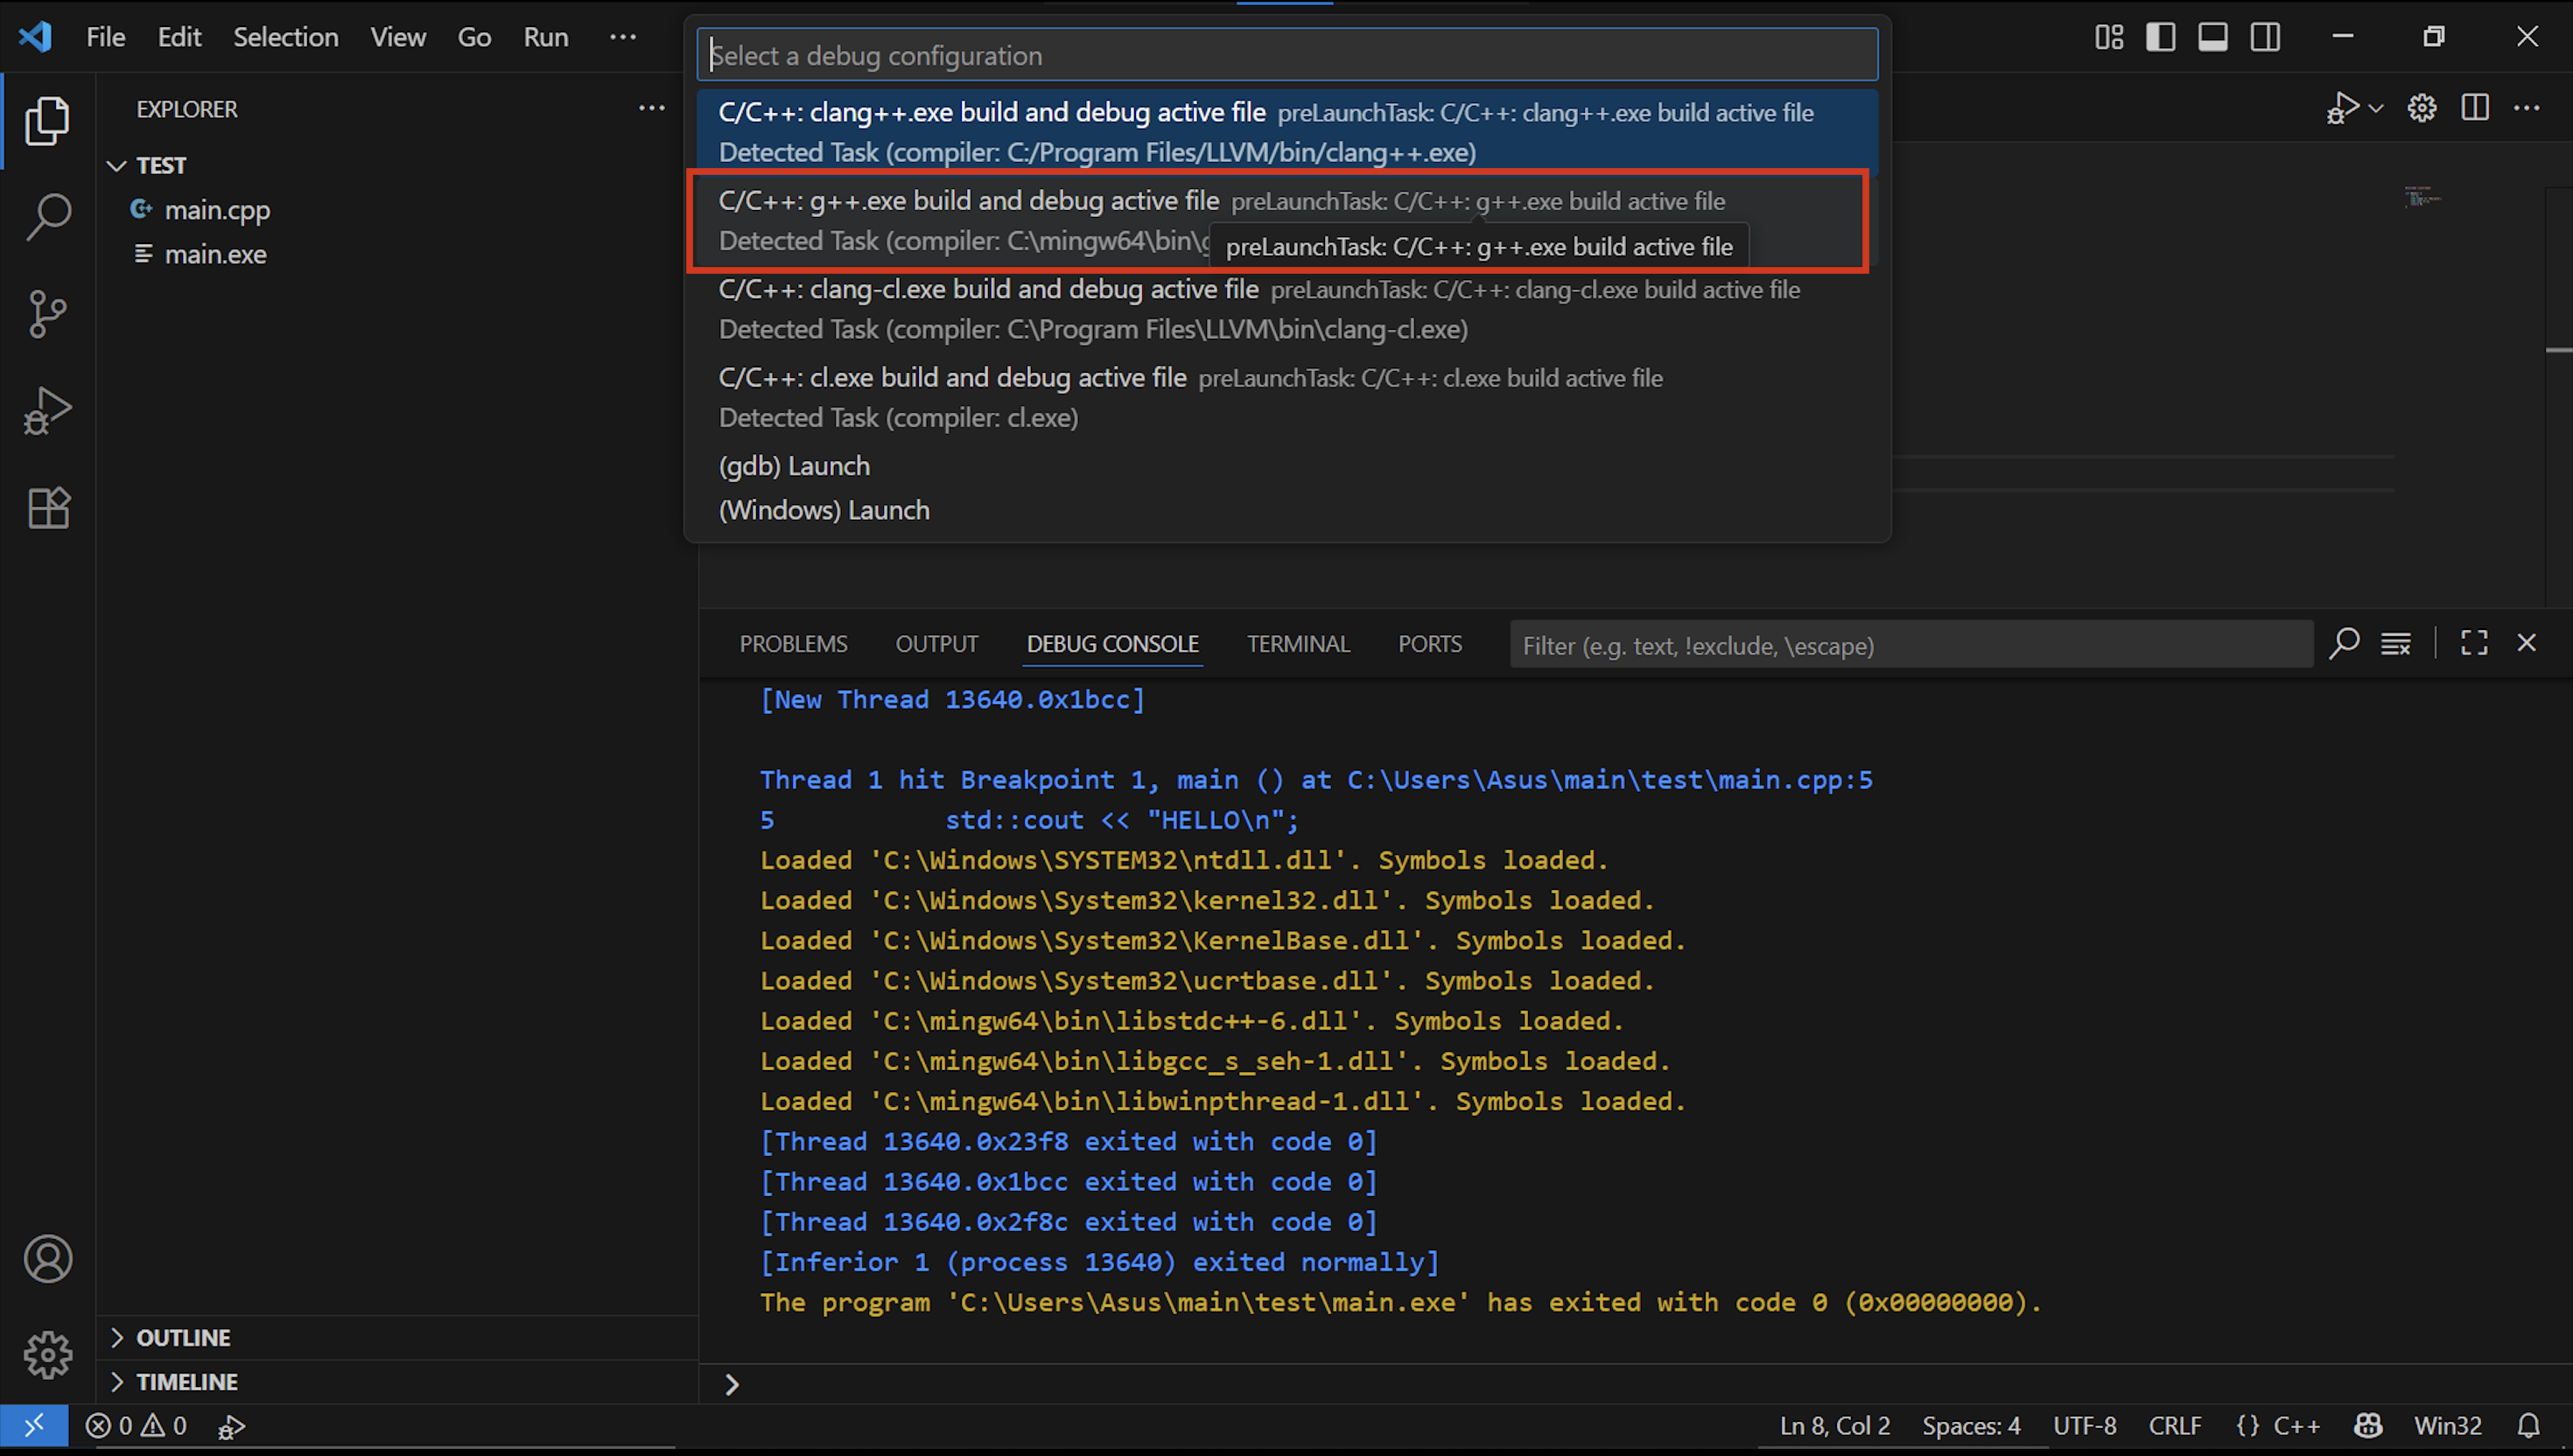 File Edit Selection View Go Run ···
Select a debug configuration
C/C++: clang++.exe build and debug active file preLaunchTask: C/C++: clang++.exe build active file
Detected Task (compiler: C:/Program Files/LLVM/bin/clang++.exe)
C/C++: g++.exe build and debug active file preLaunchTask: C/C++: g++.exe build active file
Detected Task (compiler: C:\mingw64\bin\
preLaunchTask: C/C++: g++.exe build active file
C/C++: clang-cl.exe build and debug active file preLaunchTask: C/C++: clang-cl.exe build active file
Detected Task (compiler: C:\Program Files\LLVM\bin\clang-cl.exe)
C/C++: cl.exe build and debug active file preLaunchTask: C/C++: cl.exe build active file
Detected Task (compiler: cl.exe)
(gdb) Launch
(Windows) Launch
EXPLORER
TEST
main.cpp
main.exe
OUTLINE
TIMELINE
PROBLEMS OUTPUT DEBUG CONSOLE TERMINAL PORTS Filter (e.g. text, !exclude, \escape)
[New Thread 13640.0x1bcc]
Thread 1 hit Breakpoint 1, main () at C:\Users\Asus\main\test\main.cpp:5
5 std::cout << "HELLO\n";
Loaded 'C:\Windows\SYSTEM32\ntdll.dll'. Symbols loaded.
Loaded 'C:\Windows\System32\kernel32.dll'. Symbols loaded.
Loaded 'C:\Windows\System32\KernelBase.dll'. Symbols loaded.
Loaded 'C:\Windows\System32\ucrtbase.dll'. Symbols loaded.
Loaded 'C:\mingw64\bin\libstdc++-6.dll'. Symbols loaded.
Loaded 'C:\mingw64\bin\libgcc_s_seh-1.dll'. Symbols loaded.
Loaded 'C:\mingw64\bin\libwinpthread-1.dll'. Symbols loaded.
[Thread 13640.0x23f8 exited with code 0]
[Thread 13640.0x1bcc exited with code 0]
[Thread 13640.0x2f8c exited with code 0]
[Inferior 1 (process 13640) exited normally]
The program 'C:\Users\Asus\main\test\main.exe' has exited with code 0 (0x00000000).
0 0 Ln 8, Col 2 Spaces: 4 UTF-8 CRLF {} C++ Win32